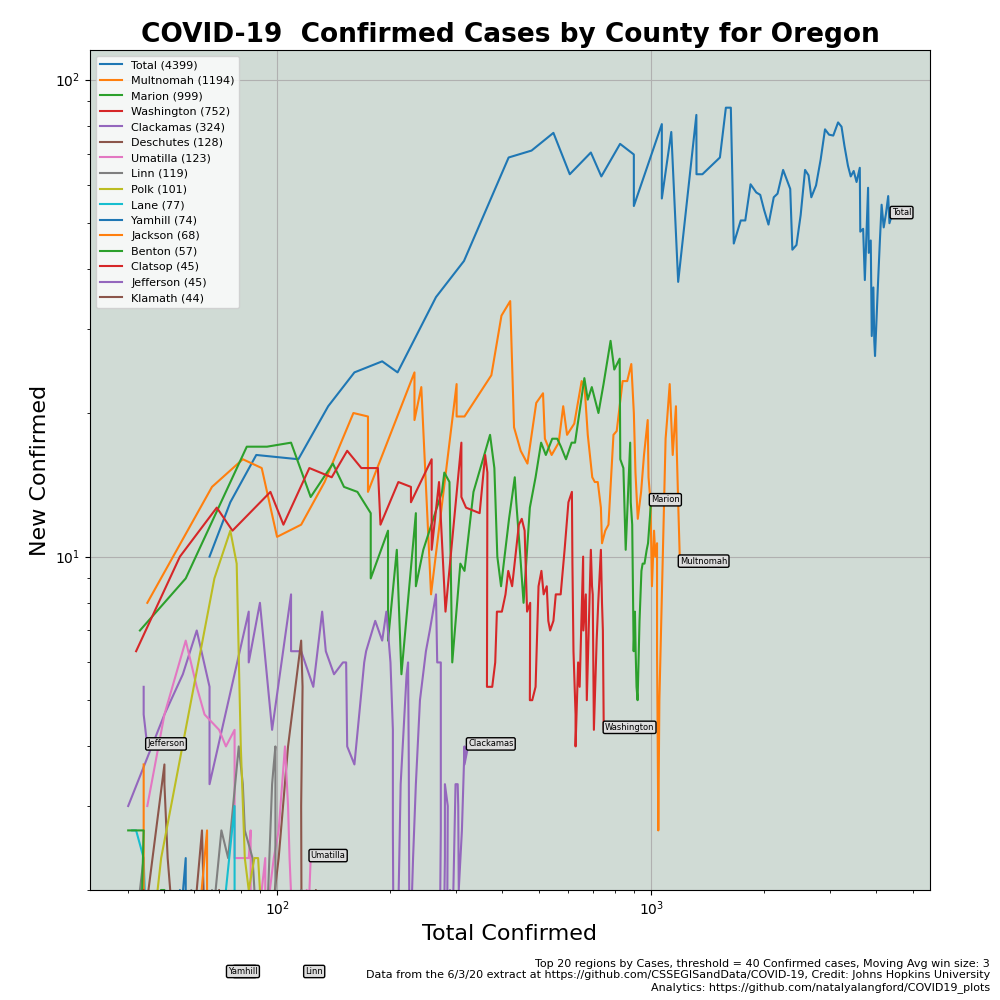 COVID-19  Confirmed Cases by County for Oregon
Total (4399)
Multnomah (1194)
Marion (999)
Washington (752)
Clackamas (324)
Deschutes (128)
Umatilla (123)
Linn (119)
Polk (101)
Lane (77)
Yamhill (74)
Jackson (68)
Benton (57)
Clatsop (45)
Jefferson (45)
Klamath (44)
10²
10¹
New Confirmed
Total
Marion
Multnomah
Washington
Jefferson
Clackamas
Umatilla
10²
10³
Total Confirmed
Yamhill
Linn
Top 20 regions by Cases, threshold = 40 Confirmed cases, Moving Avg win size: 3
Data from the 6/3/20 extract at https://github.com/CSSEGISandData/COVID-19, Credit: Johns Hopkins University
Analytics: https://github.com/natalyalangford/COVID19_plots